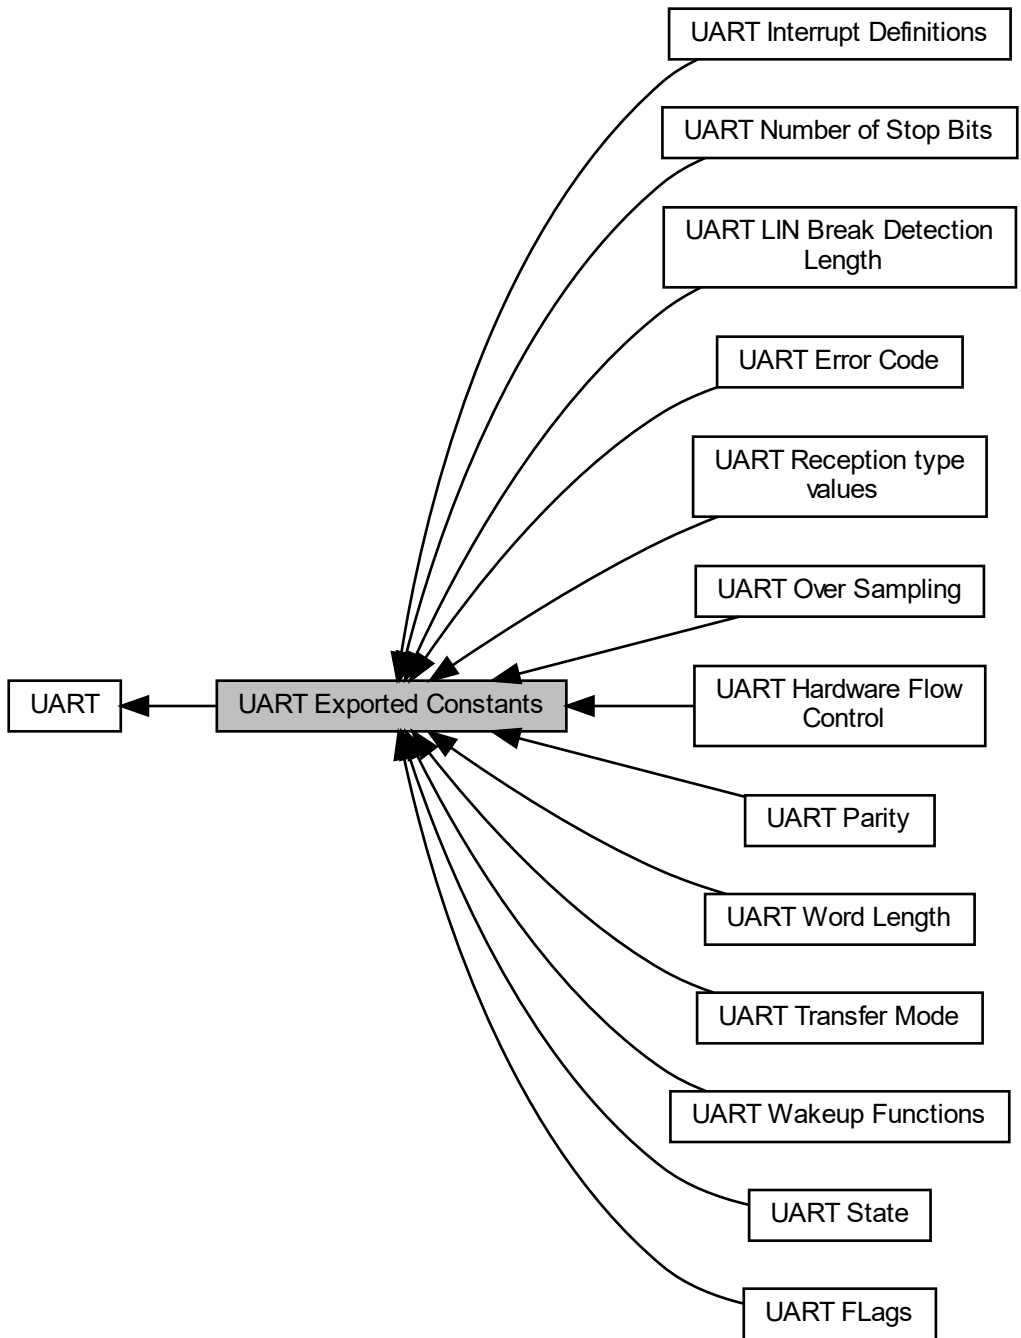 UART Interrupt Definitions
UART Number of Stop Bits
UART LIN Break Detection
Length
UART Error Code
UART Reception type
values
UART Over Sampling
UART
UART Exported Constants
UART Hardware Flow
Control
UART Parity
UART Word Length
UART Transfer Mode
UART Wakeup Functions
UART State
UART FLags